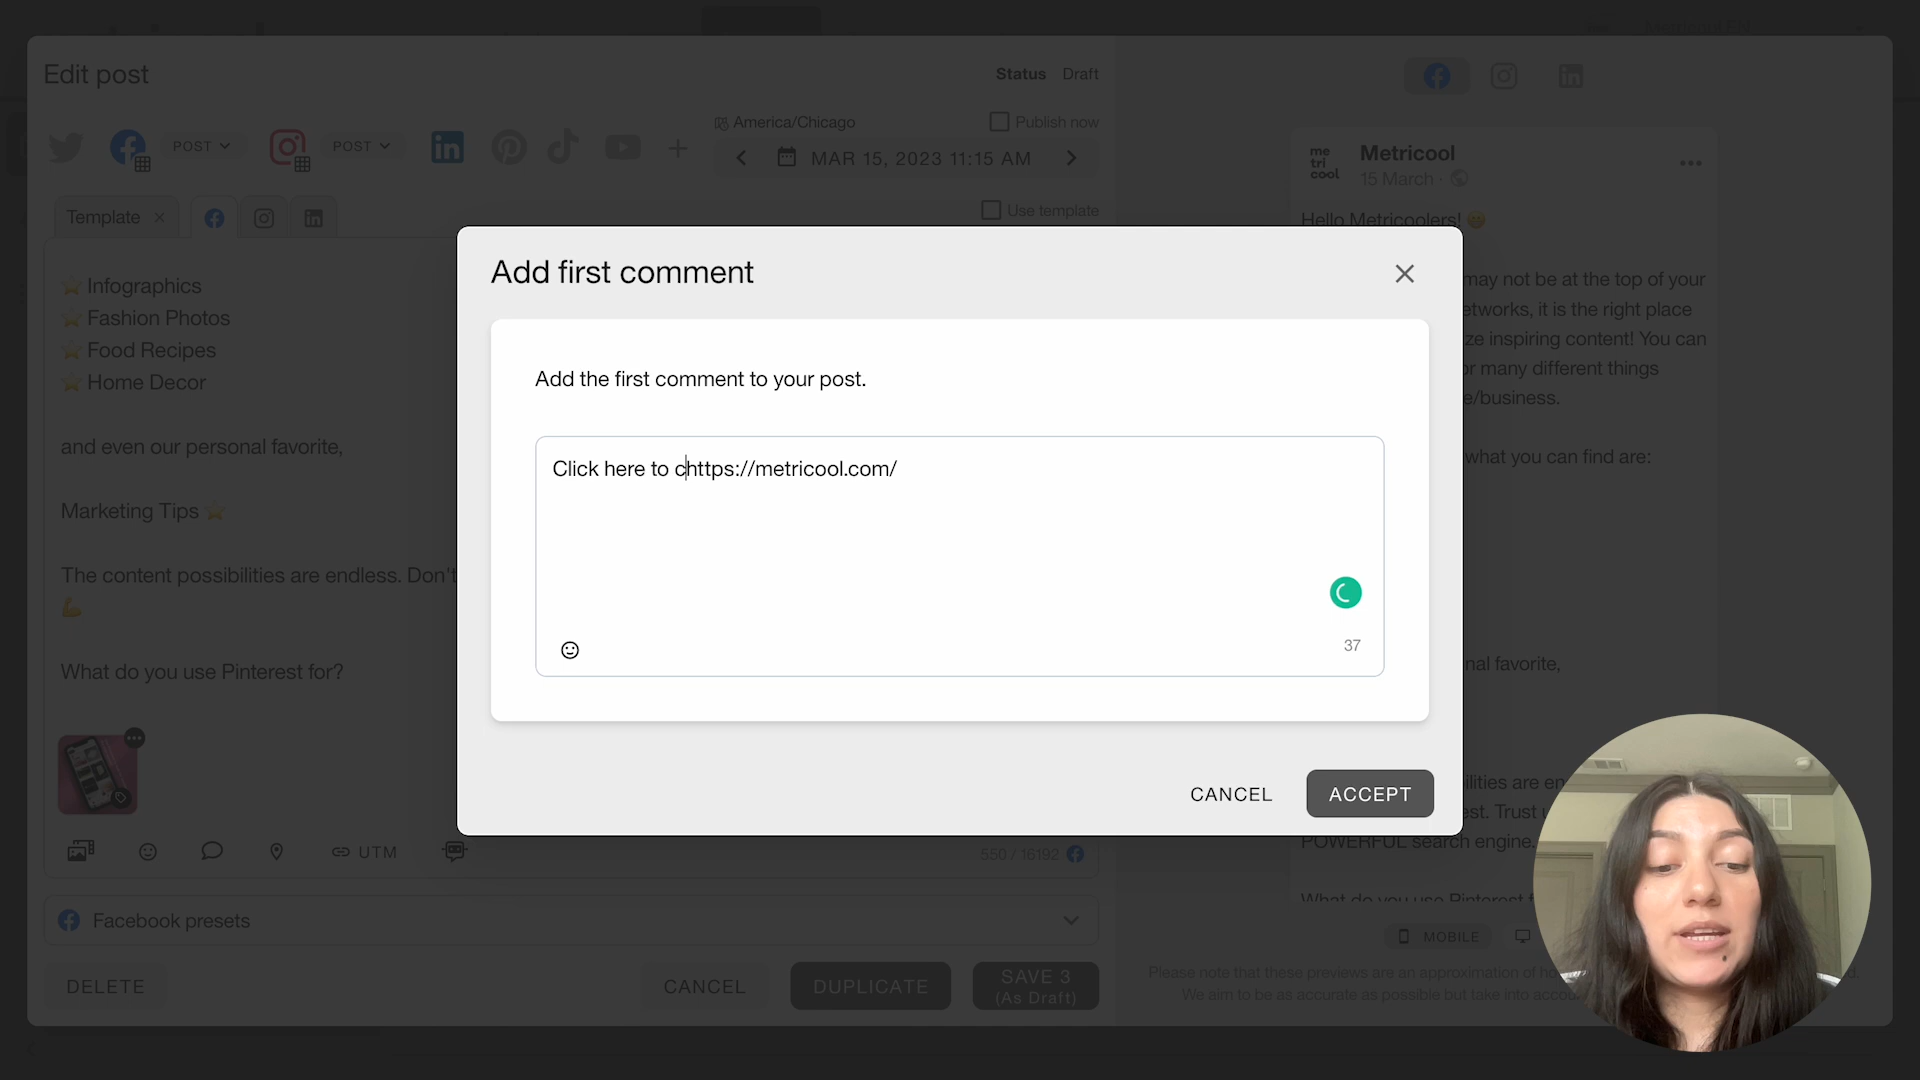 Edit post
Status Draft
POST
POST
America/Chicago
Publish now
MAR 15, 2023 11:15 AM
Template
Use template
Infographics
Fashion Photos
Food Recipes
Home Decor
and even our personal favorite,
Marketing Tips
The content possibilities are endless. Don't
What do you use Pinterest for?
UTM
550 / 16192
Facebook presets
DELETE
CANCEL
DUPLICATE
SAVE 3
(As Draft)
Add first comment
Add the first comment to your post.
Click here to chttps://metricool.com/
37
CANCEL
ACCEPT
me
tri
cool
Metricool
15 March ·
Hello Metricoolers!
may not be at the top of your
etworks, it is the right place
ze inspiring content! You can
or many different things
e/business.
what you can find are:
nal favorite,
ilities are en
est. Trust
POWERFUL search engine.
What do you use Pinterest f
MOBILE
Please note that these previews are an approximation of ho
We aim to be as accurate as possible but take into accou